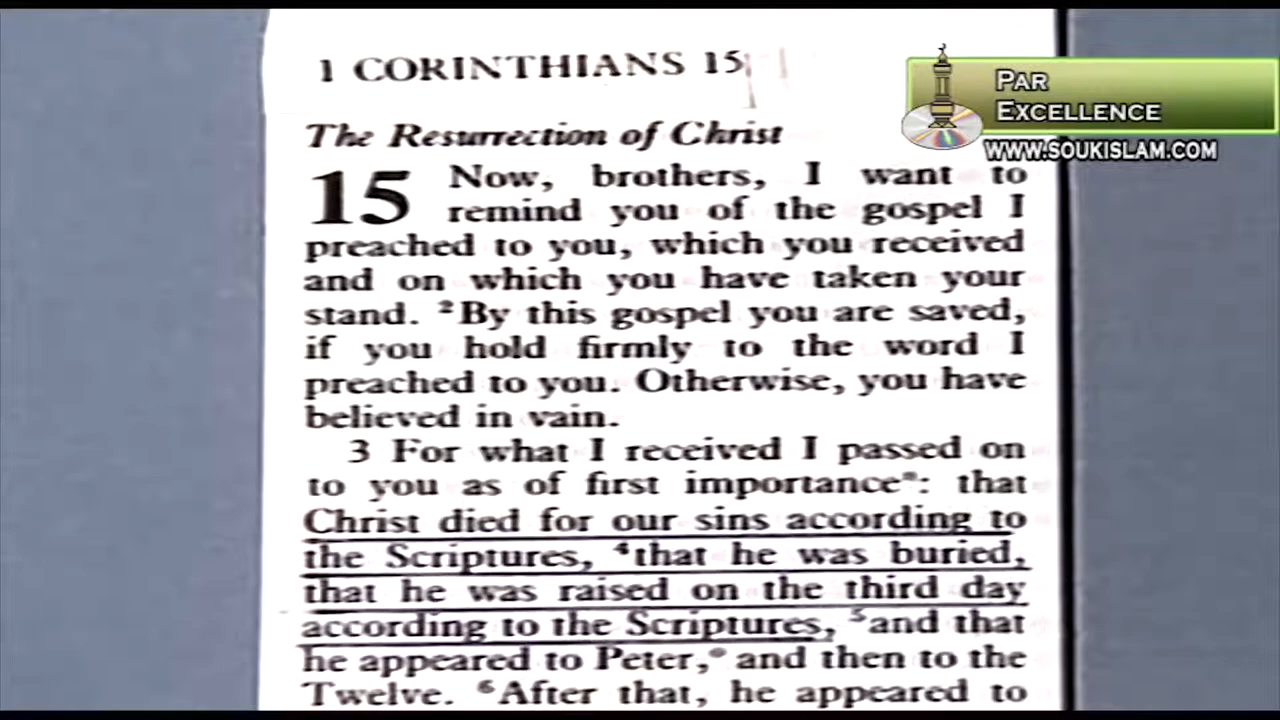 1 CORINTHIANS 15
PAR
EXCELLENCE
WWW.SOUKISLAM.COM
The Resurrection of Christ
15 Now, brothers, I want to
remind you of the gospel I
preached to you, which you received
and on which you have taken your
stand. ²By this gospel you are saved,
if you hold firmly to the word I
preached to you. Otherwise, you have
believed in vain.
3 For what I received I passed on
to you as of first importanceᵃ: that
Christ died for our sins according to
the Scriptures, ⁴that he was buried,
that he was raised on the third day
according to the Scriptures, ⁵and that
he appeared to Peter,ᵉ and then to the
Twelve. ⁶After that, he appeared to